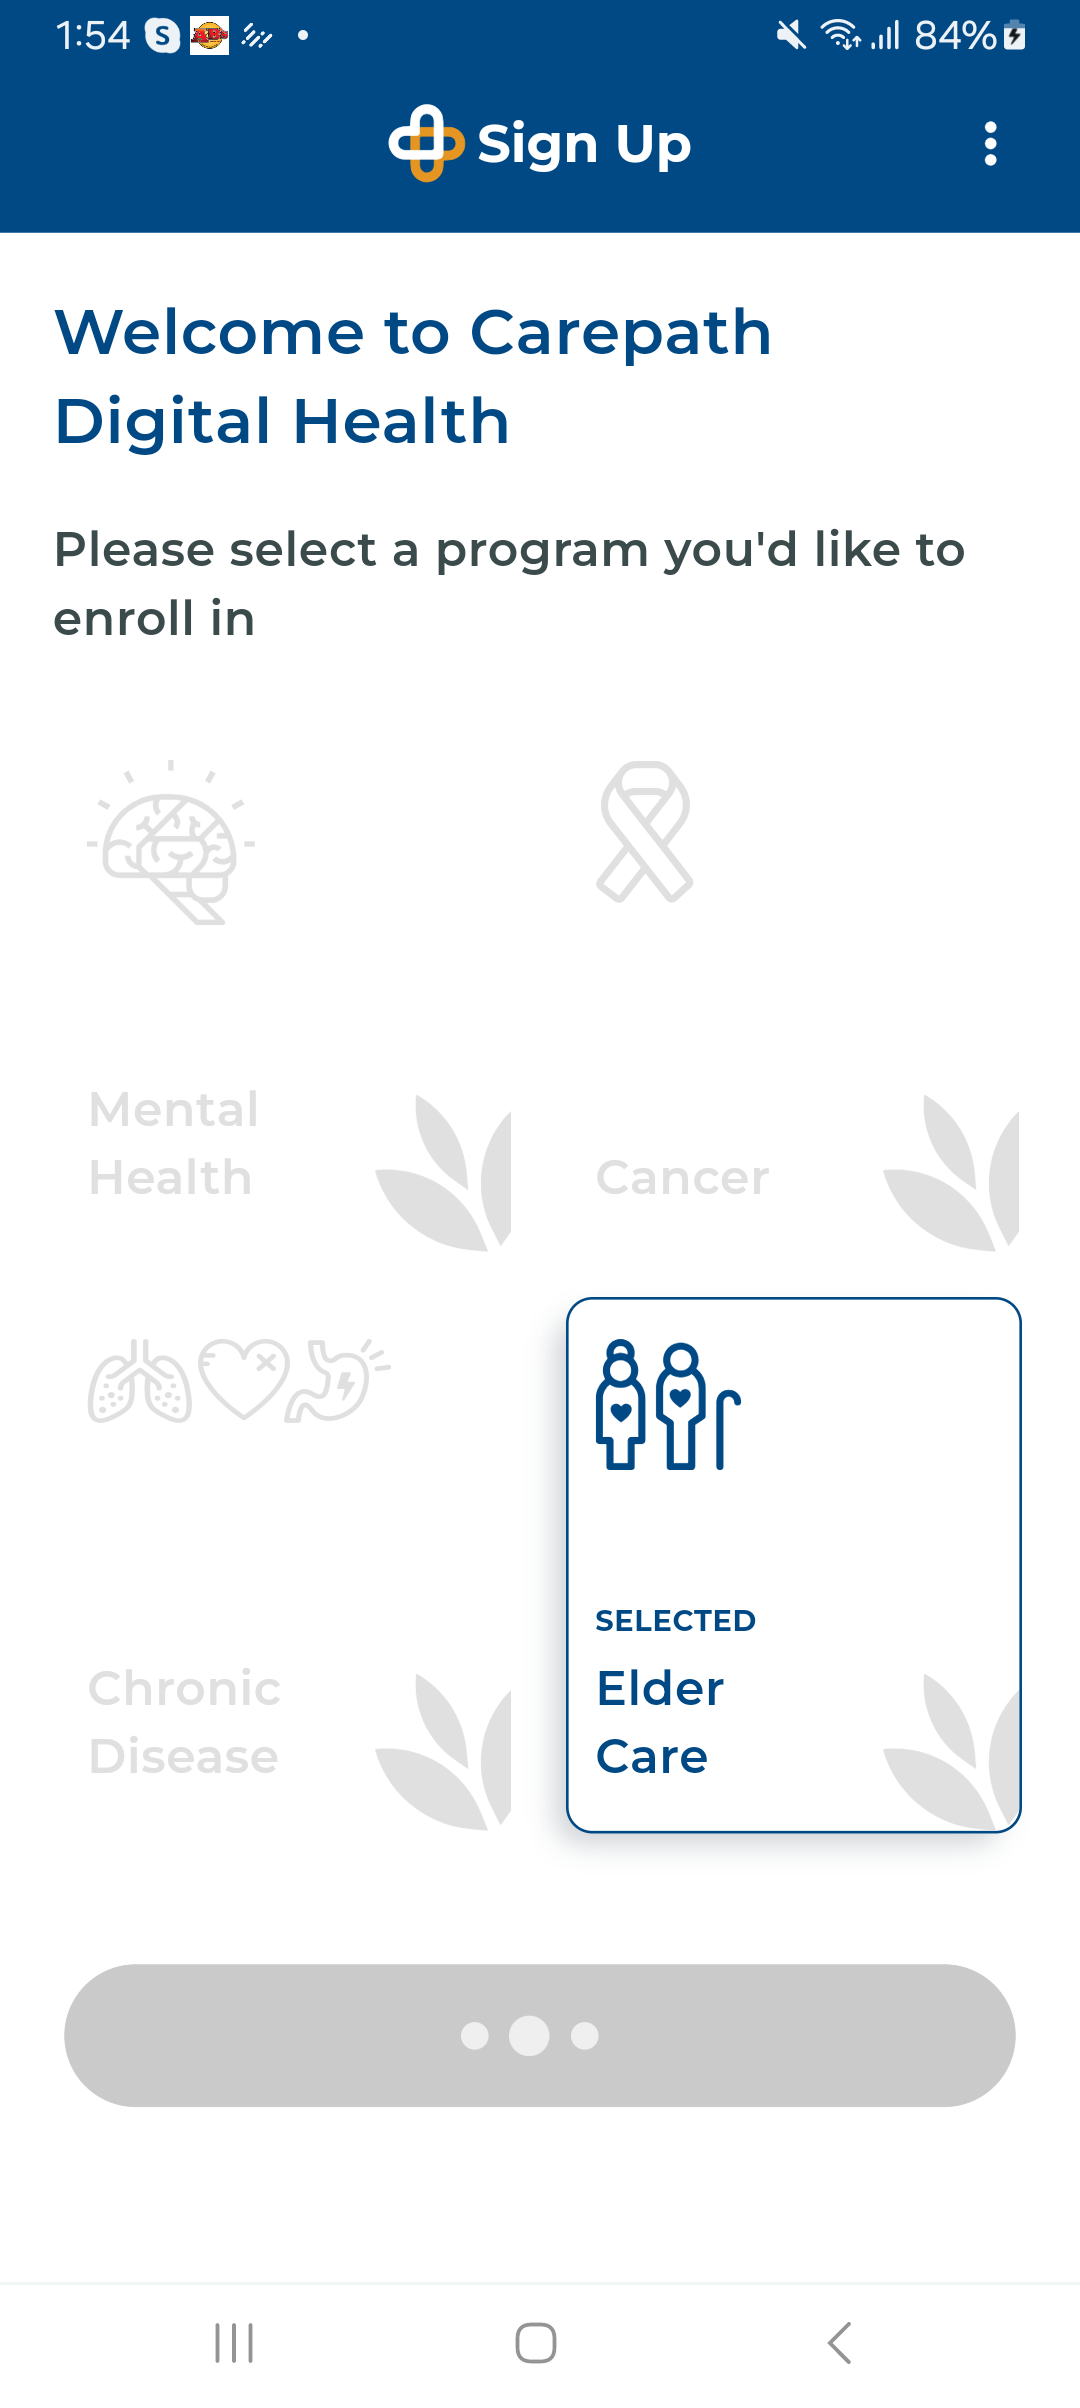 1:54
84%
Sign Up
Welcome to Carepath
Digital Health
Please select a program you'd like to
enroll in
Mental
Health
Cancer
Chronic
Disease
SELECTED
Elder
Care